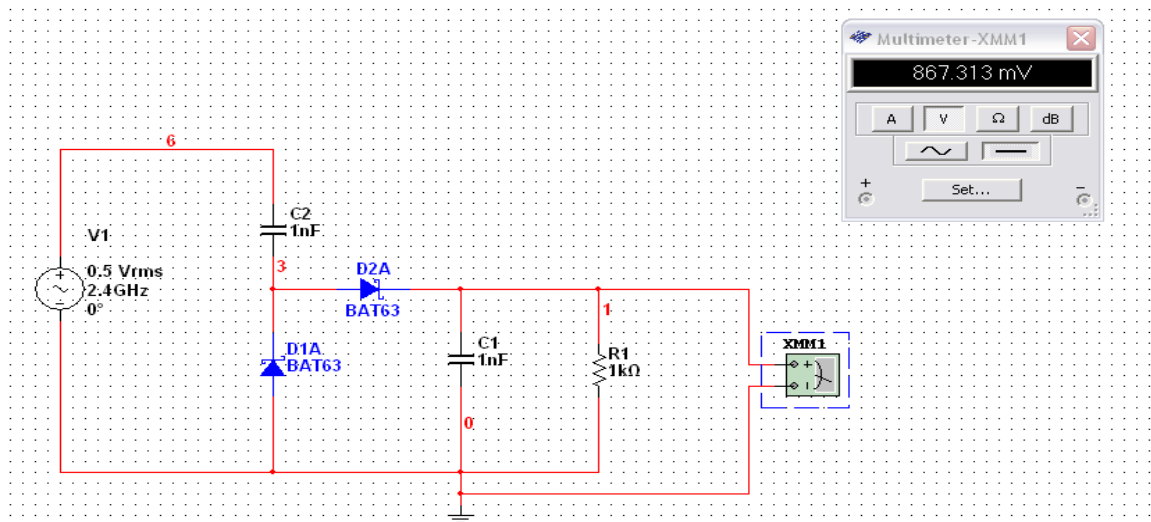 Multimeter-XMM1
867.313 mV
A V Ω dB
+ Set... −
6
C2
1nF
V1
0.5 Vrms
2.4GHz
0°
3
D2A
BAT63
1
D1A
BAT63
C1
1nF
R1
1kΩ
XMM1
0